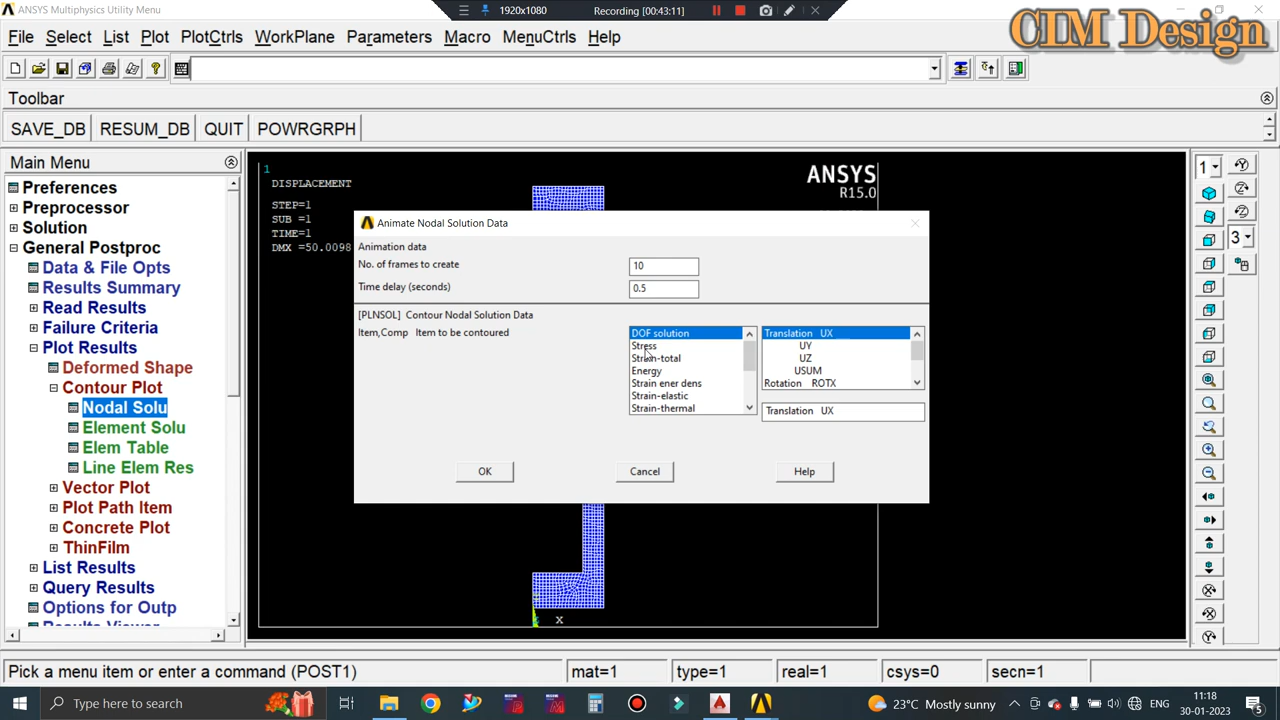 ANSYS Multiphysics Utility Menu
1920x1080
Recording [00:43:11]
CIM Design
File Select List Plot PlotCtrls WorkPlane Parameters Macro MenuCtrls Help
Toolbar
SAVE_DB RESUM_DB QUIT POWRGRPH
Main Menu
Preferences
Preprocessor
Solution
General Postproc
Data & File Opts
Results Summary
Read Results
Failure Criteria
Plot Results
Deformed Shape
Contour Plot
Nodal Solu
Element Solu
Elem Table
Line Elem Res
Vector Plot
Plot Path Item
Concrete Plot
ThinFilm
List Results
Query Results
Options for Outp
1
DISPLACEMENT
STEP=1
SUB =1
TIME=1
DMX =50.0098
ANSYS
R15.0
Animate Nodal Solution Data
Animation data
No. of frames to create 10
Time delay (seconds) 0.5
[PLNSOL] Contour Nodal Solution Data
Item,Comp Item to be contoured
DOF solution
Stress
Strain-total
Energy
Strain ener dens
Strain-elastic
Strain-thermal
Translation UX
UY
UZ
USUM
Rotation ROTX
Translation UX
OK Cancel Help
X
1
3
Pick a menu item or enter a command (POST1) mat=1 type=1 real=1 csys=0 secn=1
Type here to search
23°C Mostly sunny
ENG
11:18
30-01-2023
5